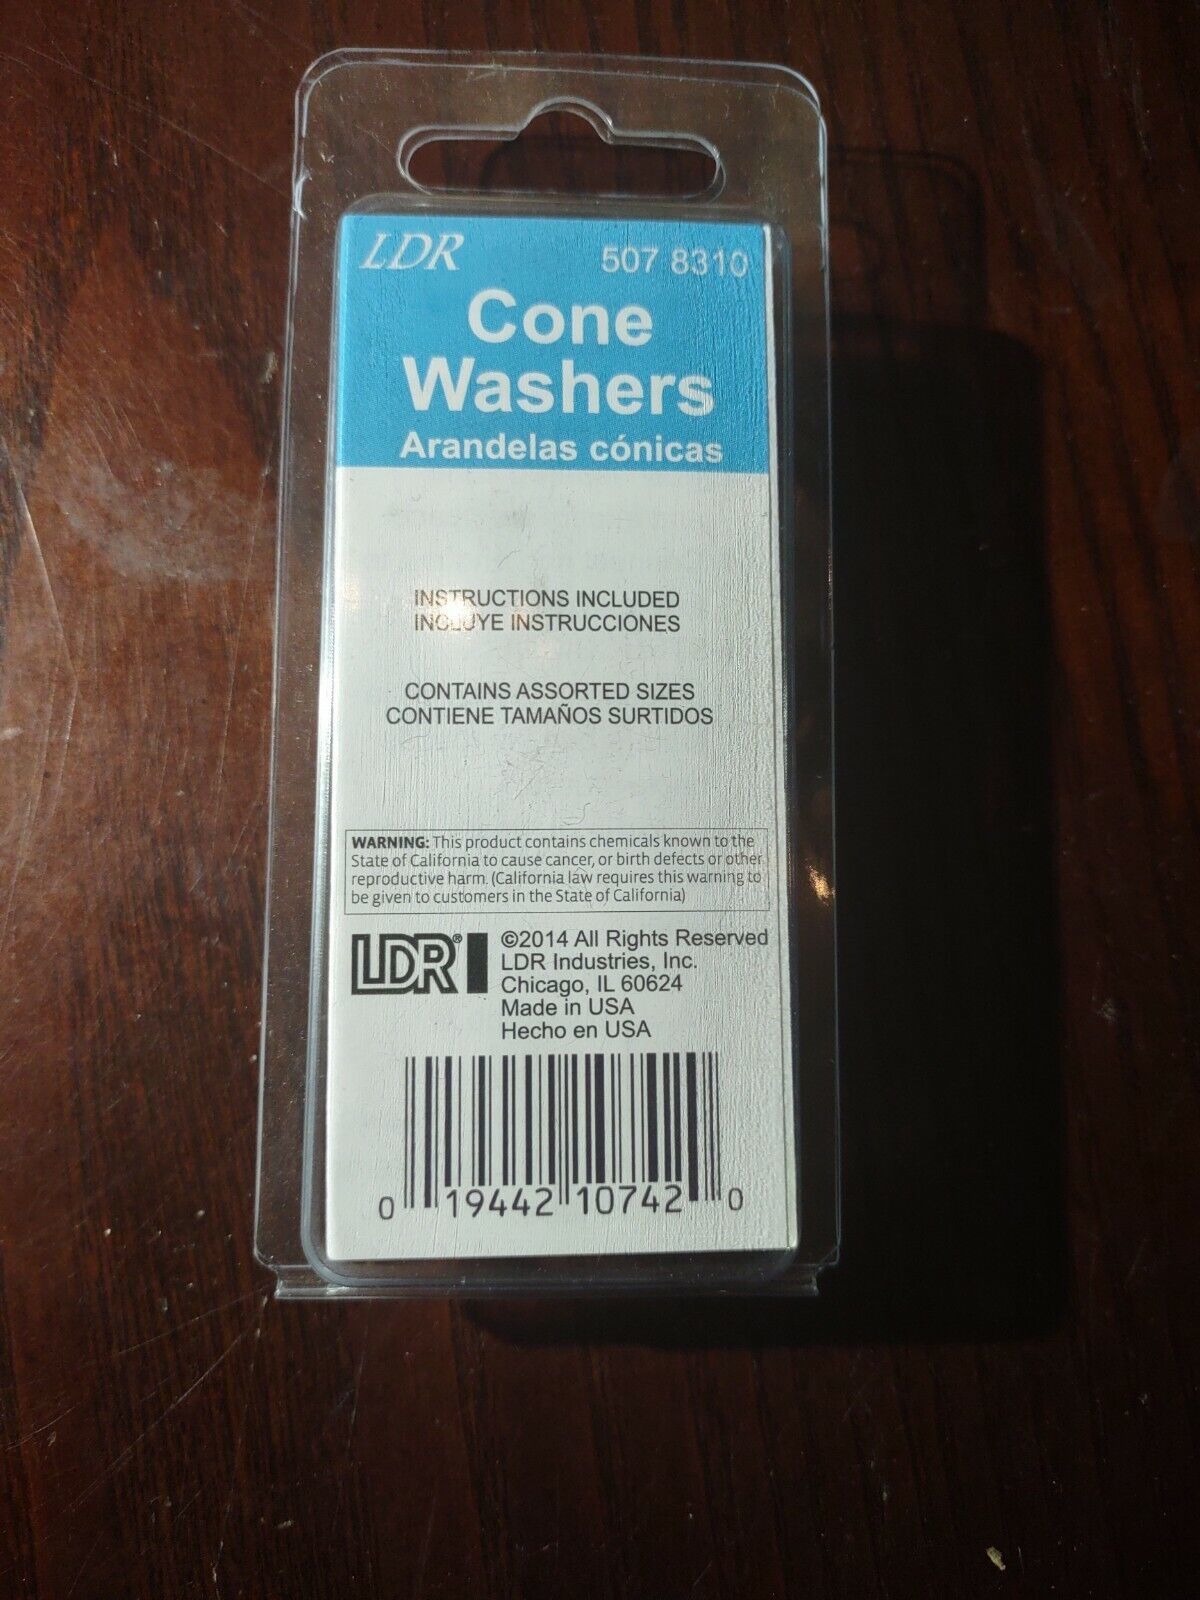 LDR 507 8310
Cone
Washers
Arandelas cónicas
INSTRUCTIONS INCLUDED
INCLUYE INSTRUCCIONES
CONTAINS ASSORTED SIZES
CONTIENE TAMAÑOS SURTIDOS
WARNING: This product contains chemicals known to the
State of California to cause cancer, or birth defects or other
reproductive harm. (California law requires this warning to
be given to customers in the State of California)
LDR®
©2014 All Rights Reserved
LDR Industries, Inc.
Chicago, IL 60624
Made in USA
Hecho en USA
0 19442 10742 0